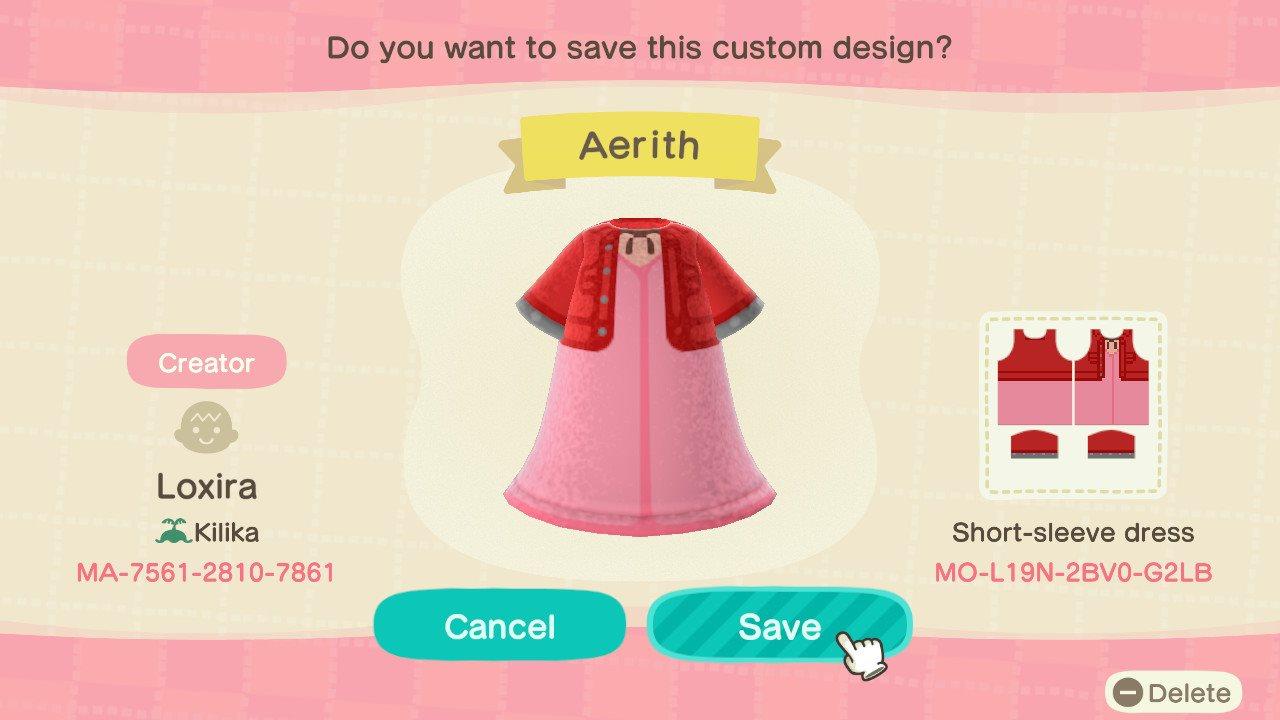 Do you want to save this custom design?
Aerith
Creator
Loxira
Kilika
MA-7561-2810-7861
Short-sleeve dress
MO-L19N-2BV0-G2LB
Cancel
Save
Delete